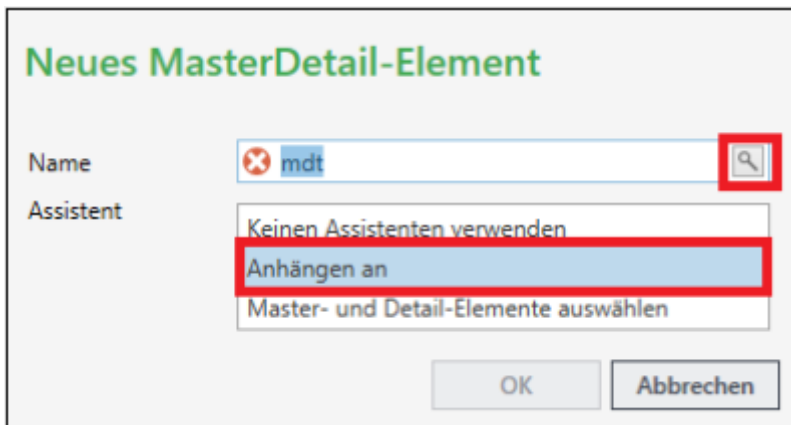 Neues MasterDetail-Element
Name
mdt
Assistent
Keinen Assistenten verwenden
Anhängen an
Master- und Detail-Elemente auswählen
OK
Abbrechen